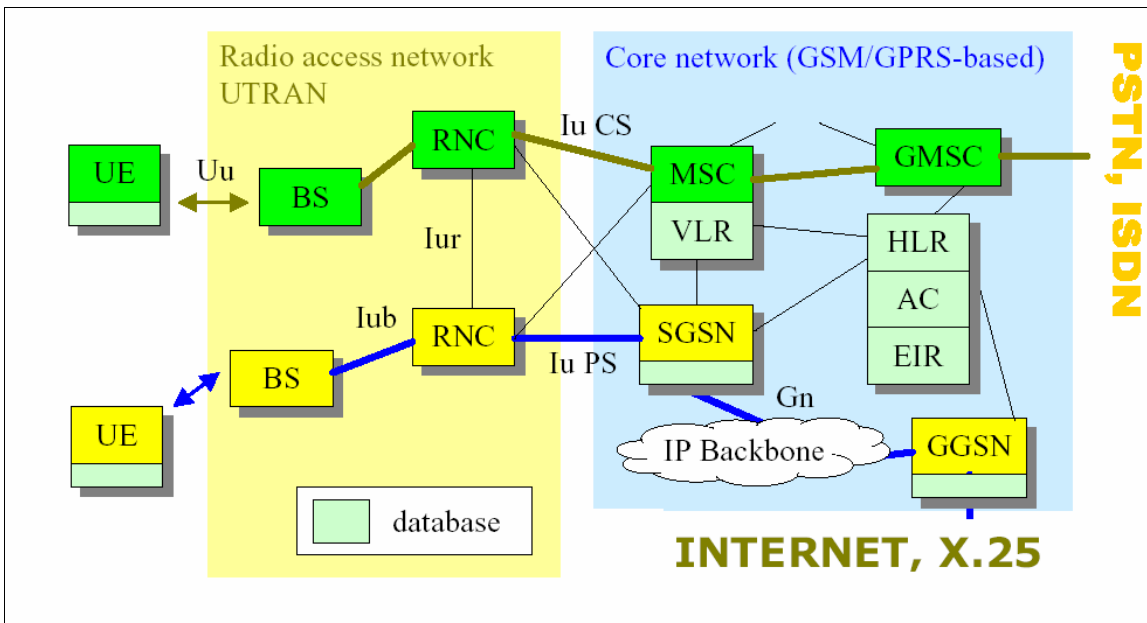 Radio access network
UTRAN
Core network (GSM/GPRS-based)
PSTN, ISDN
UE
Uu
BS
RNC
Iu CS
MSC
VLR
GMSC
HLR
AC
EIR
Iur
Iub
RNC
Iu PS
SGSN
BS
UE
Gn
IP Backbone
GGSN
database
INTERNET, X.25